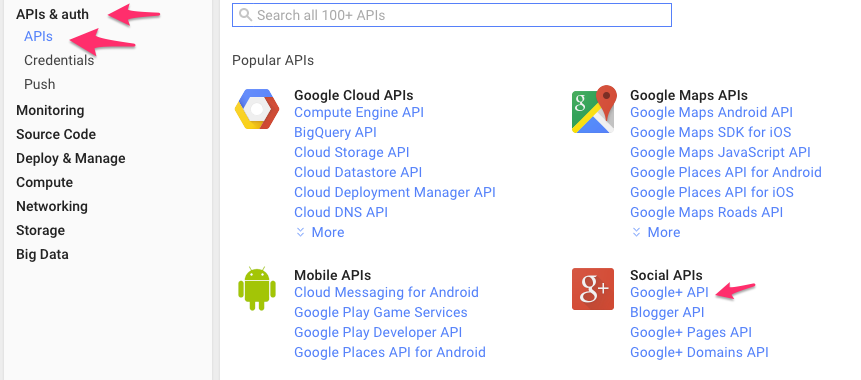 APIs & auth
APIs
Credentials
Push
Monitoring
Source Code
Deploy & Manage
Compute
Networking
Storage
Big Data
Search all 100+ APIs
Popular APIs
Google Cloud APIs
Compute Engine API
BigQuery API
Cloud Storage API
Cloud Datastore API
Cloud Deployment Manager API
Cloud DNS API
More
g
Google Maps APIs
Google Maps Android API
Google Maps SDK for iOS
Google Maps JavaScript API
Google Places API for Android
Google Places API for iOS
Google Maps Roads API
More
Mobile APIs
Cloud Messaging for Android
Google Play Game Services
Google Play Developer API
Google Places API for Android
g+
Social APIs
Google+ API
Blogger API
Google+ Pages API
Google+ Domains API